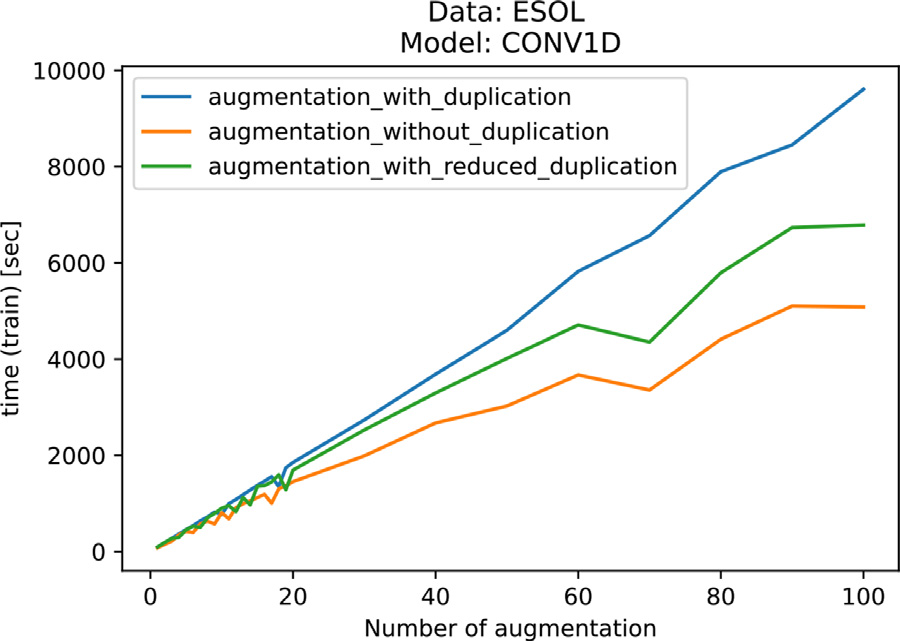 Data: ESOL
Model: CONV1D
10000
8000
6000
4000
2000
0
time (train) [sec]
augmentation_with_duplication
augmentation_without_duplication
augmentation_with_reduced_duplication
0 20 40 60 80 100
Number of augmentation